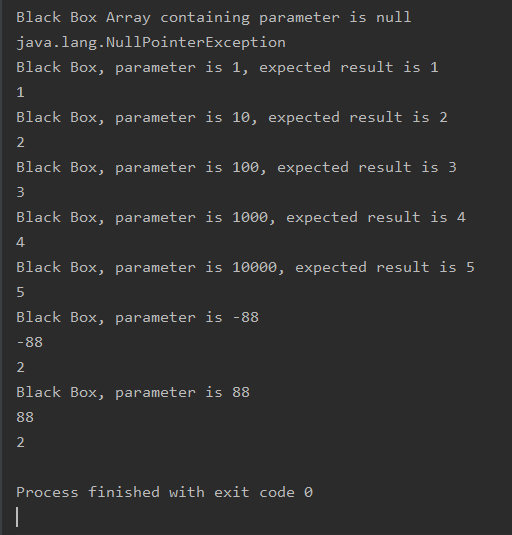 Black Box Array containing parameter is null
java.lang.NullPointerException
Black Box, parameter is 1, expected result is 1
1
Black Box, parameter is 10, expected result is 2
2
Black Box, parameter is 100, expected result is 3
3
Black Box, parameter is 1000, expected result is 4
4
Black Box, parameter is 10000, expected result is 5
5
Black Box, parameter is -88
-88
2
Black Box, parameter is 88
88
2
Process finished with exit code 0